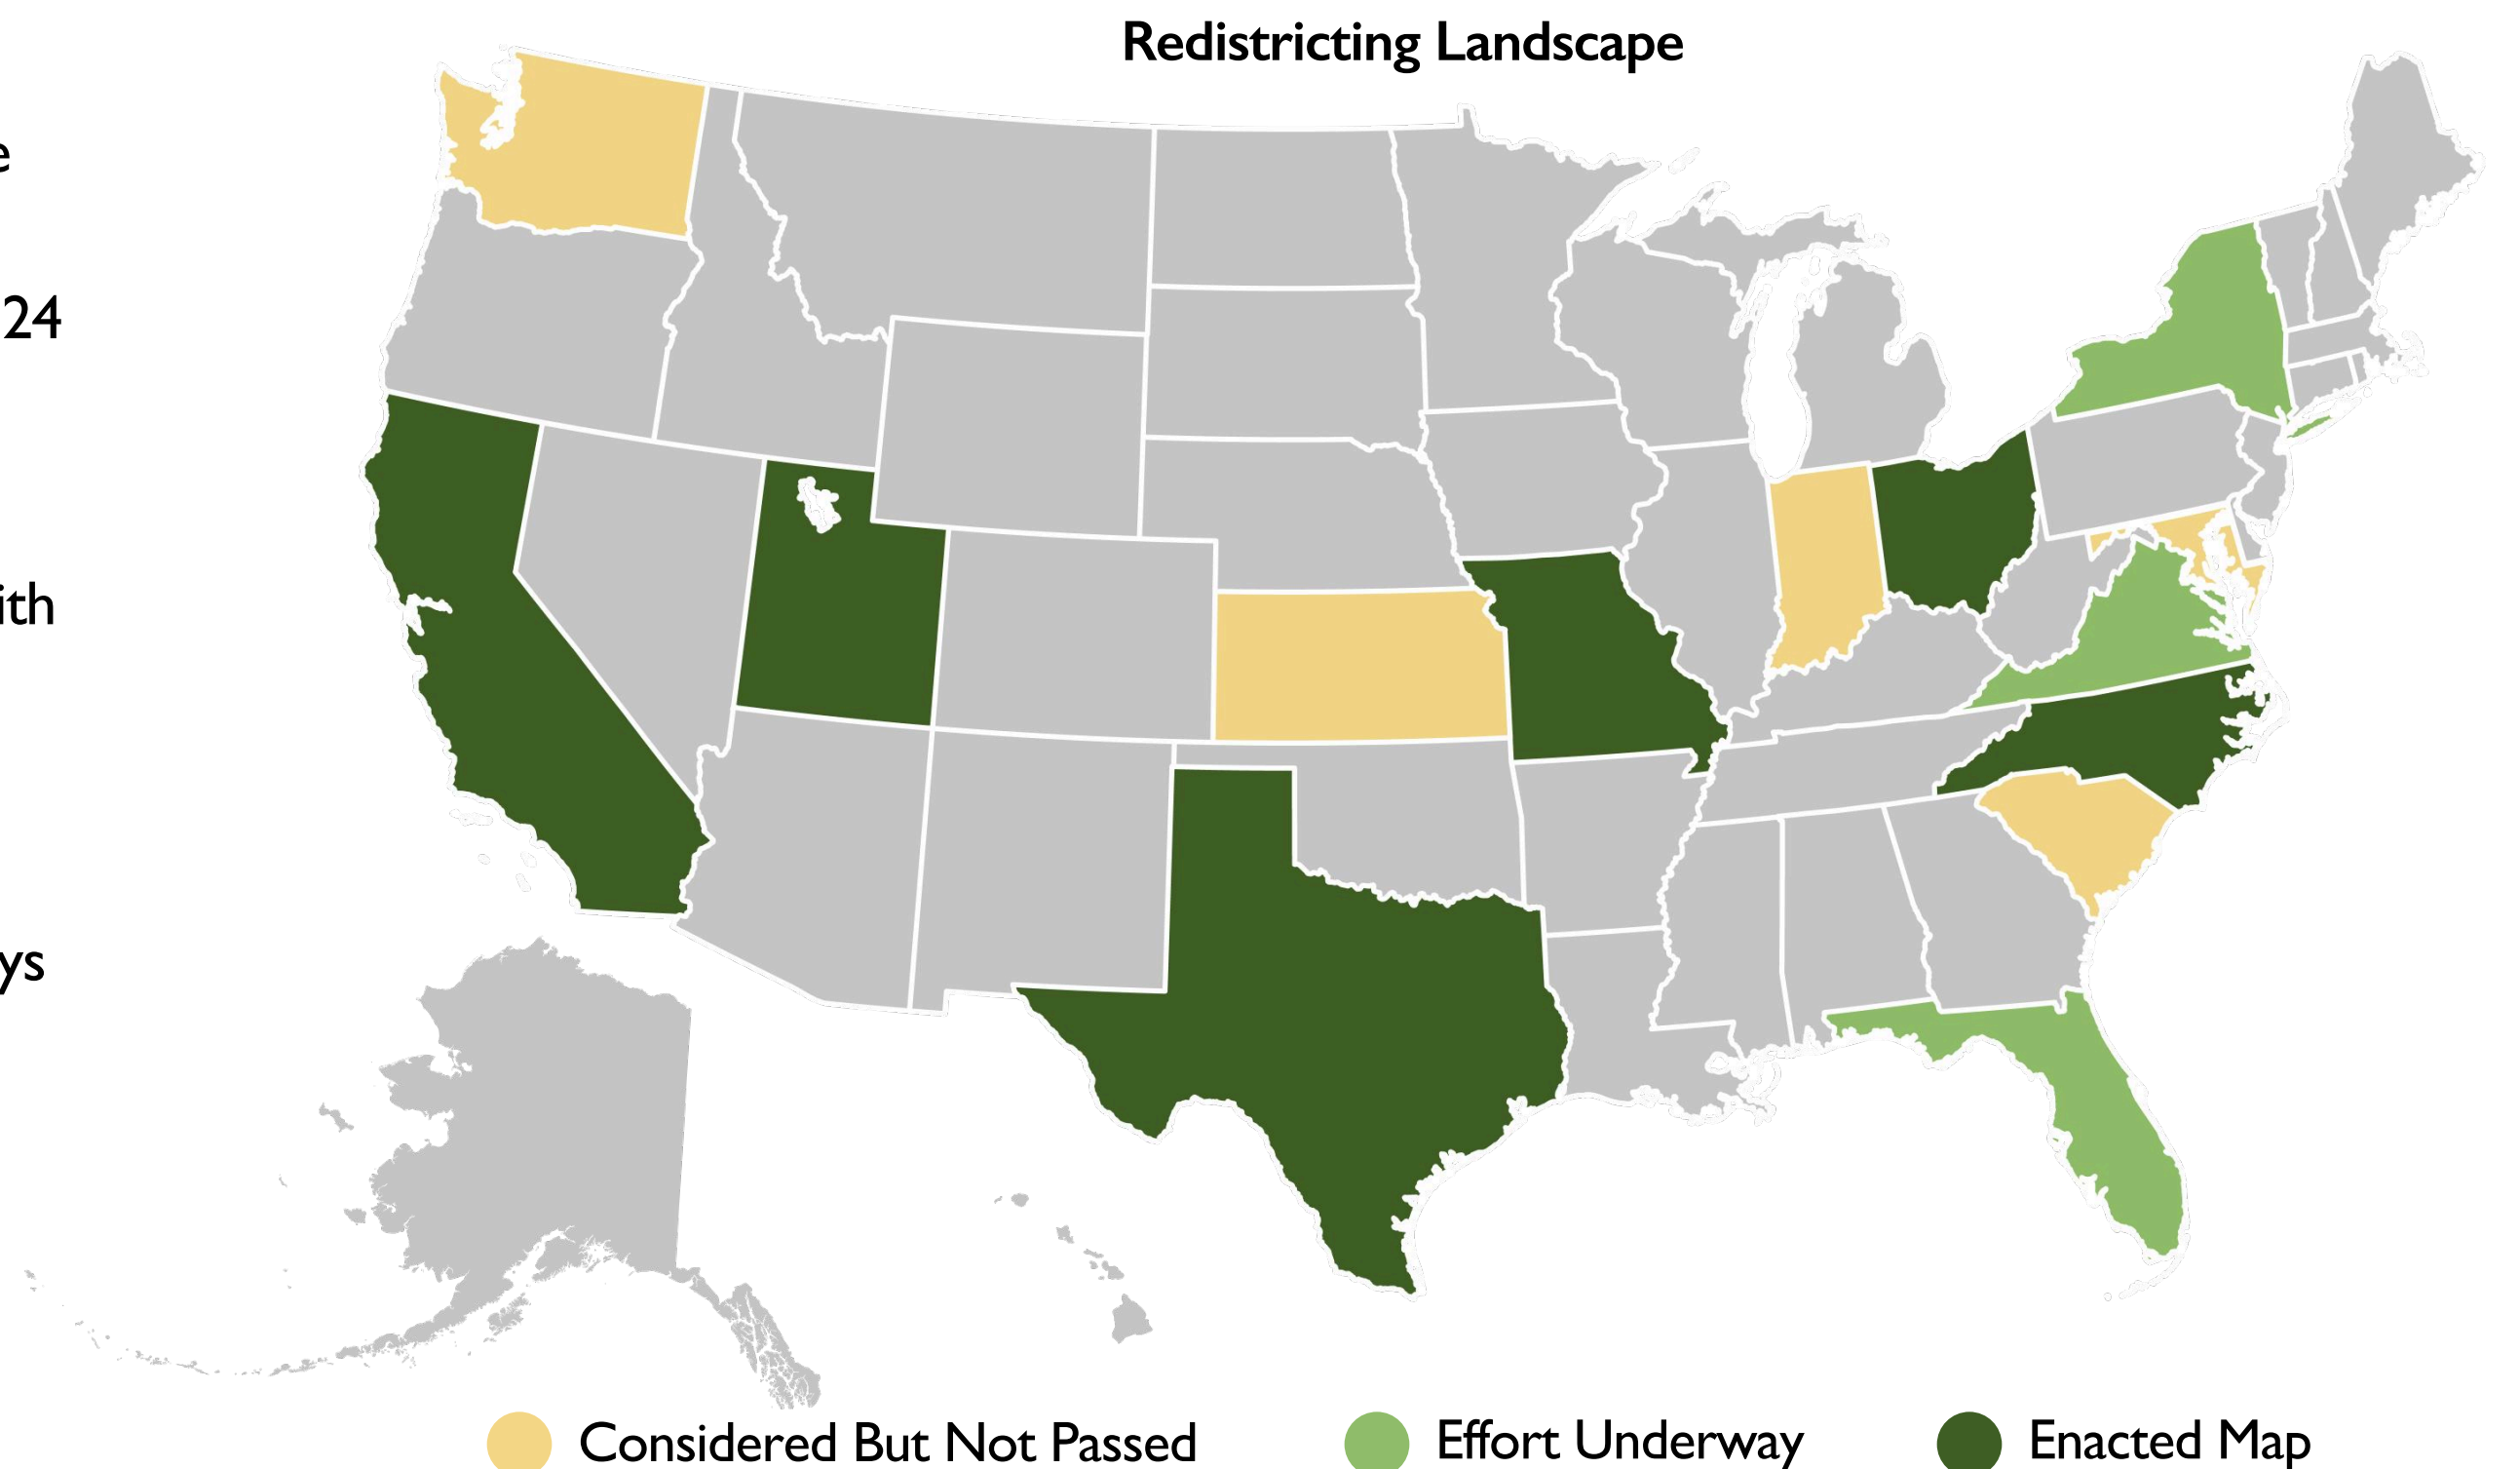 Redistricting Landscape
e
24
ith
ys
Considered But Not Passed
Effort Underway
Enacted Map